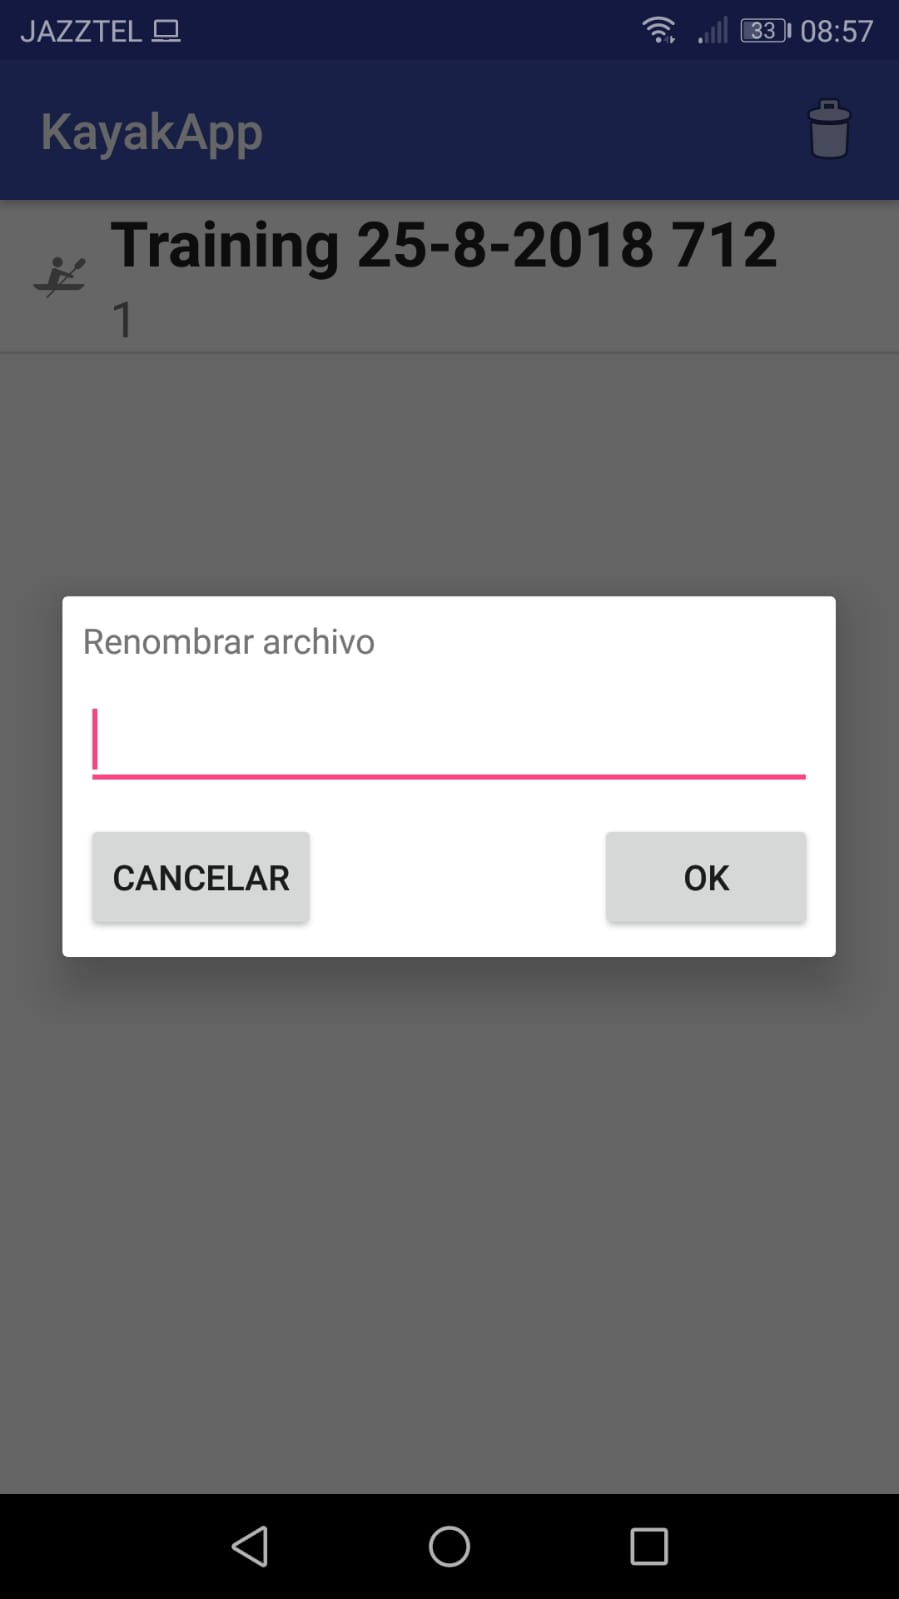 JAZZTEL 33 08:57
KayakApp
Training 25-8-2018 712
1
Renombrar archivo
CANCELAR OK